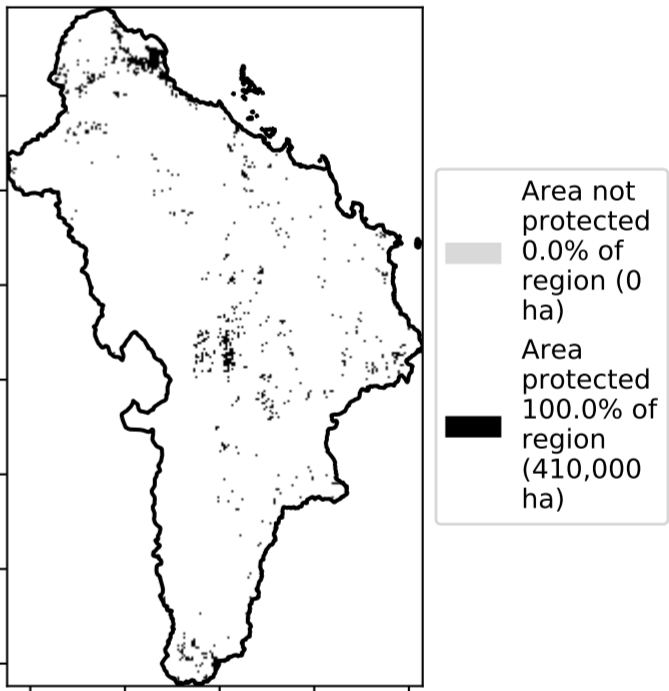 Area not
protected
0.0% of
region (0
ha)
Area
protected
100.0% of
region
(410,000
ha)